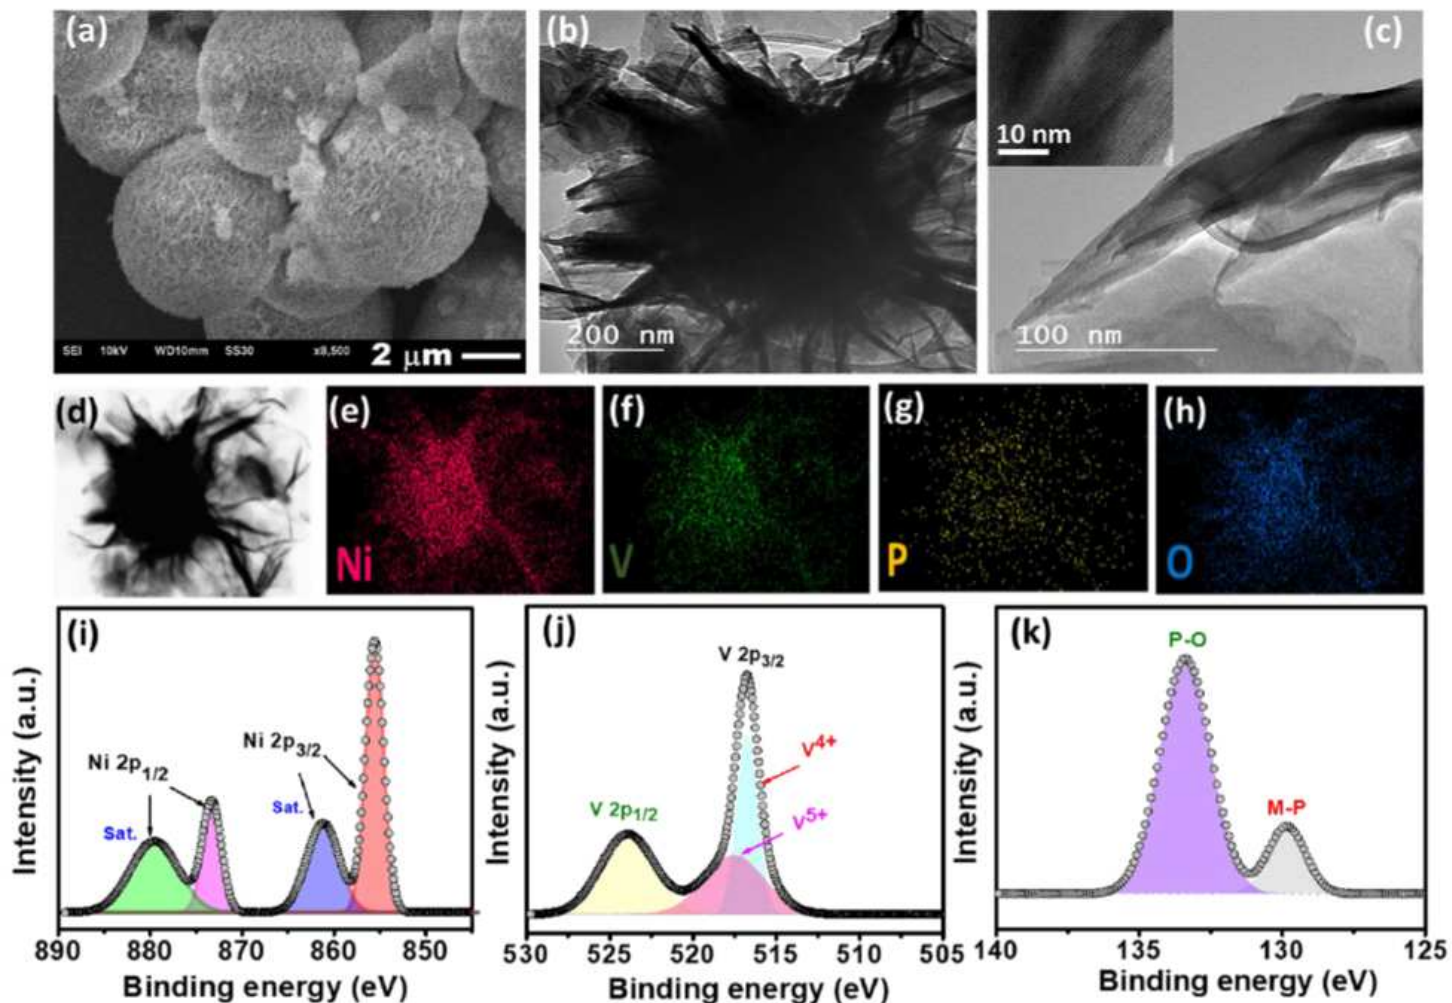 (a)
SEI 10kV WD10mm SS30 x8,500 2 μm
(b)
200 nm
(c)
10 nm
100 nm
(d)
(e)
Ni
(f)
V
(g)
P
(h)
O
(i)
Ni 2p1/2
Sat.
Ni 2p3/2
Sat.
Intensity (a.u.)
890 880 870 860 850
Binding energy (eV)
(j)
V 2p3/2
V4+
V5+
V 2p1/2
Intensity (a.u.)
530 525 520 515 510 505
Binding energy (eV)
(k)
P-O
M-P
Intensity (a.u.)
140 135 130 125
Binding energy (eV)